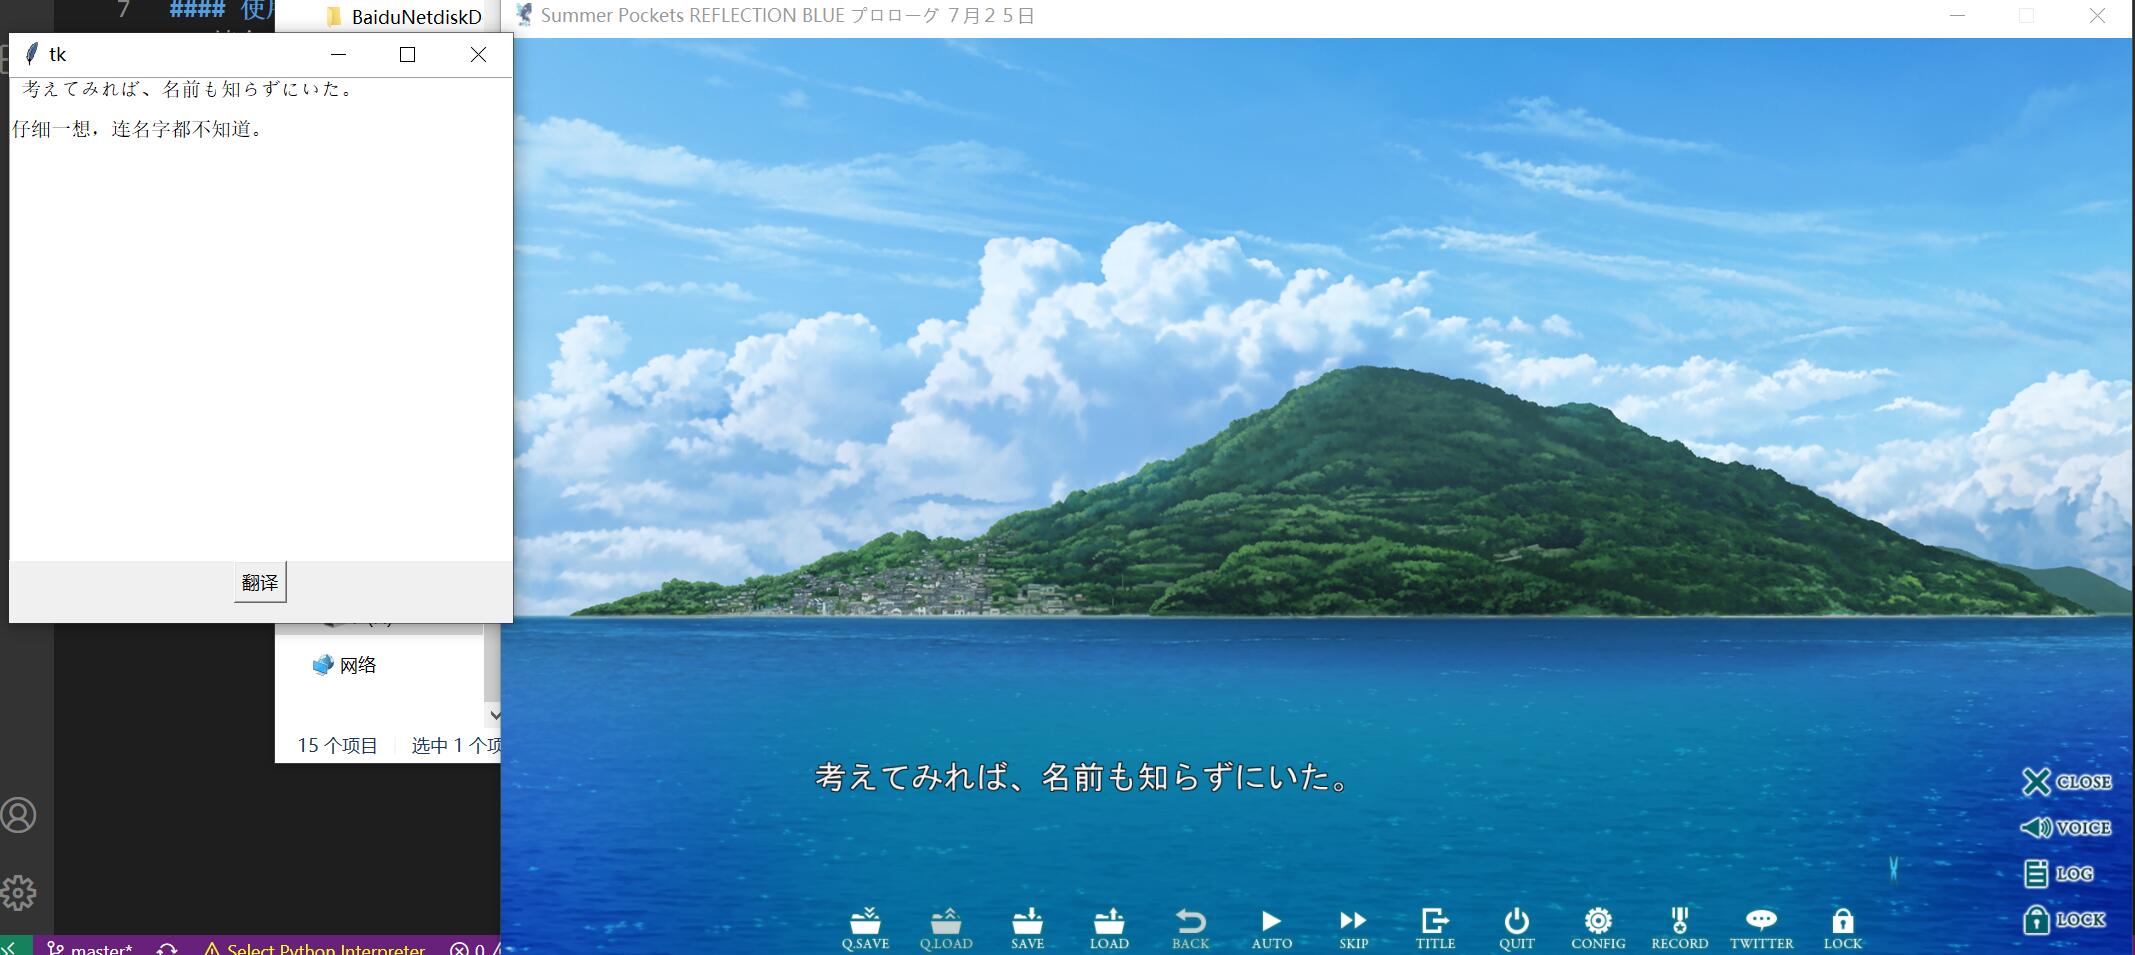 7 #### 使
BaiduNetdiskD
Summer Pockets REFLECTION BLUE プロローグ 7月25日
tk
考えてみれば、名前も知らずにいた。
仔细一想，连名字都不知道。
翻译
网络
15 个项目 选中 1 个项
考えてみれば、名前も知らずにいた。
CLOSE
VOICE
LOG
LOCK
Q.SAVE Q.LOAD SAVE LOAD BACK AUTO SKIP TITLE QUIT CONFIG RECORD TWITTER LOCK
master* Select Python Interpreter 0